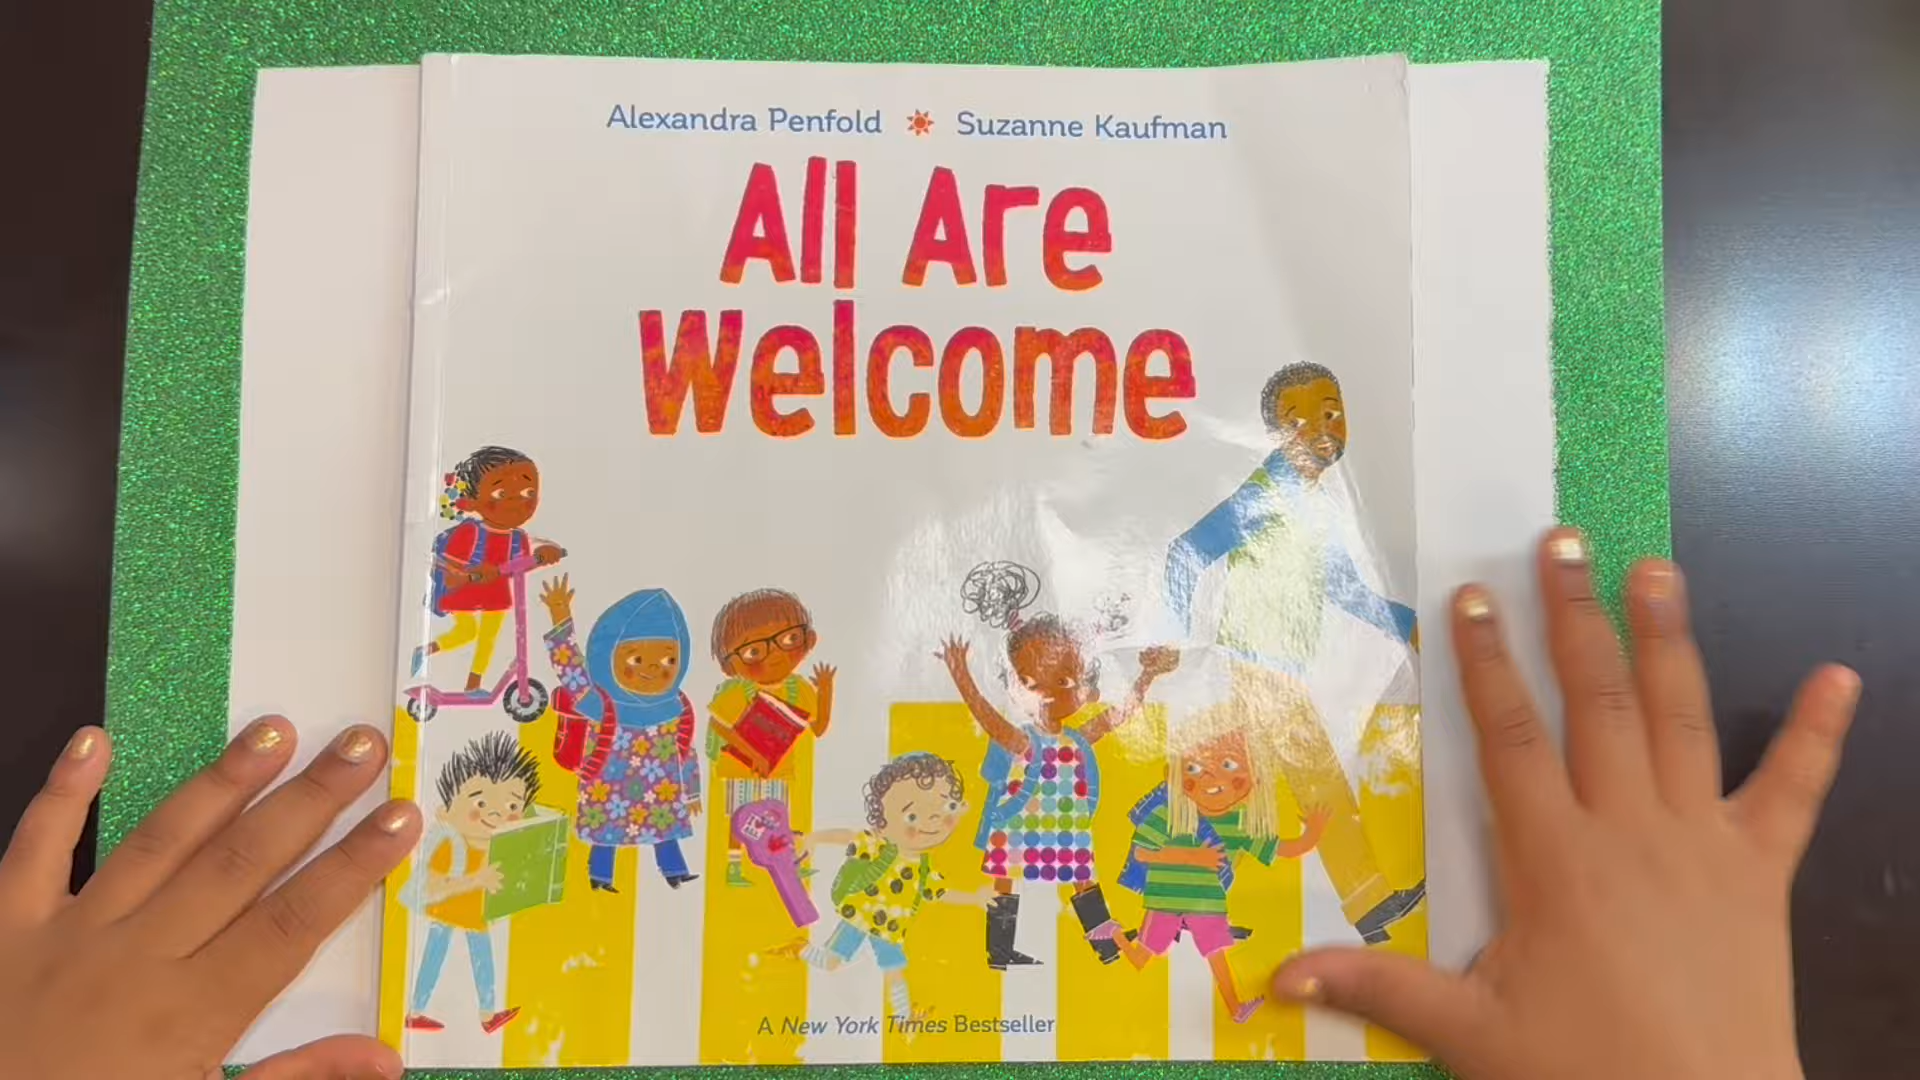 Alexandra Penfold Suzanne Kaufman
All Are
Welcome
A New York Times Bestseller